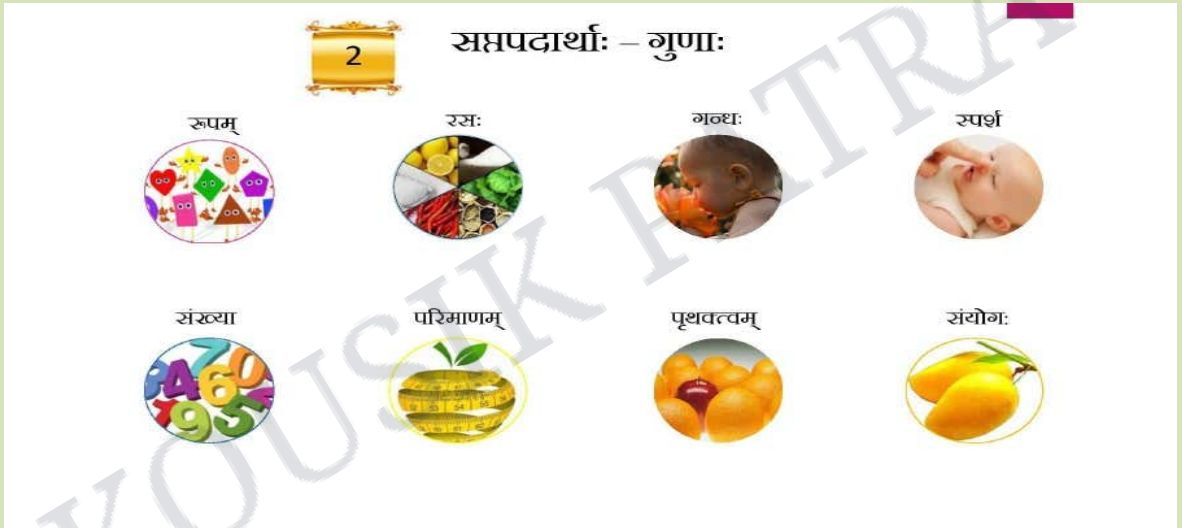 2
सप्तपदार्थाः – गुणाः
रूपम् रसः गन्धः स्पर्श
संख्या परिमाणम् पृथक्त्वम् संयोगः
KOUSIK PATRA